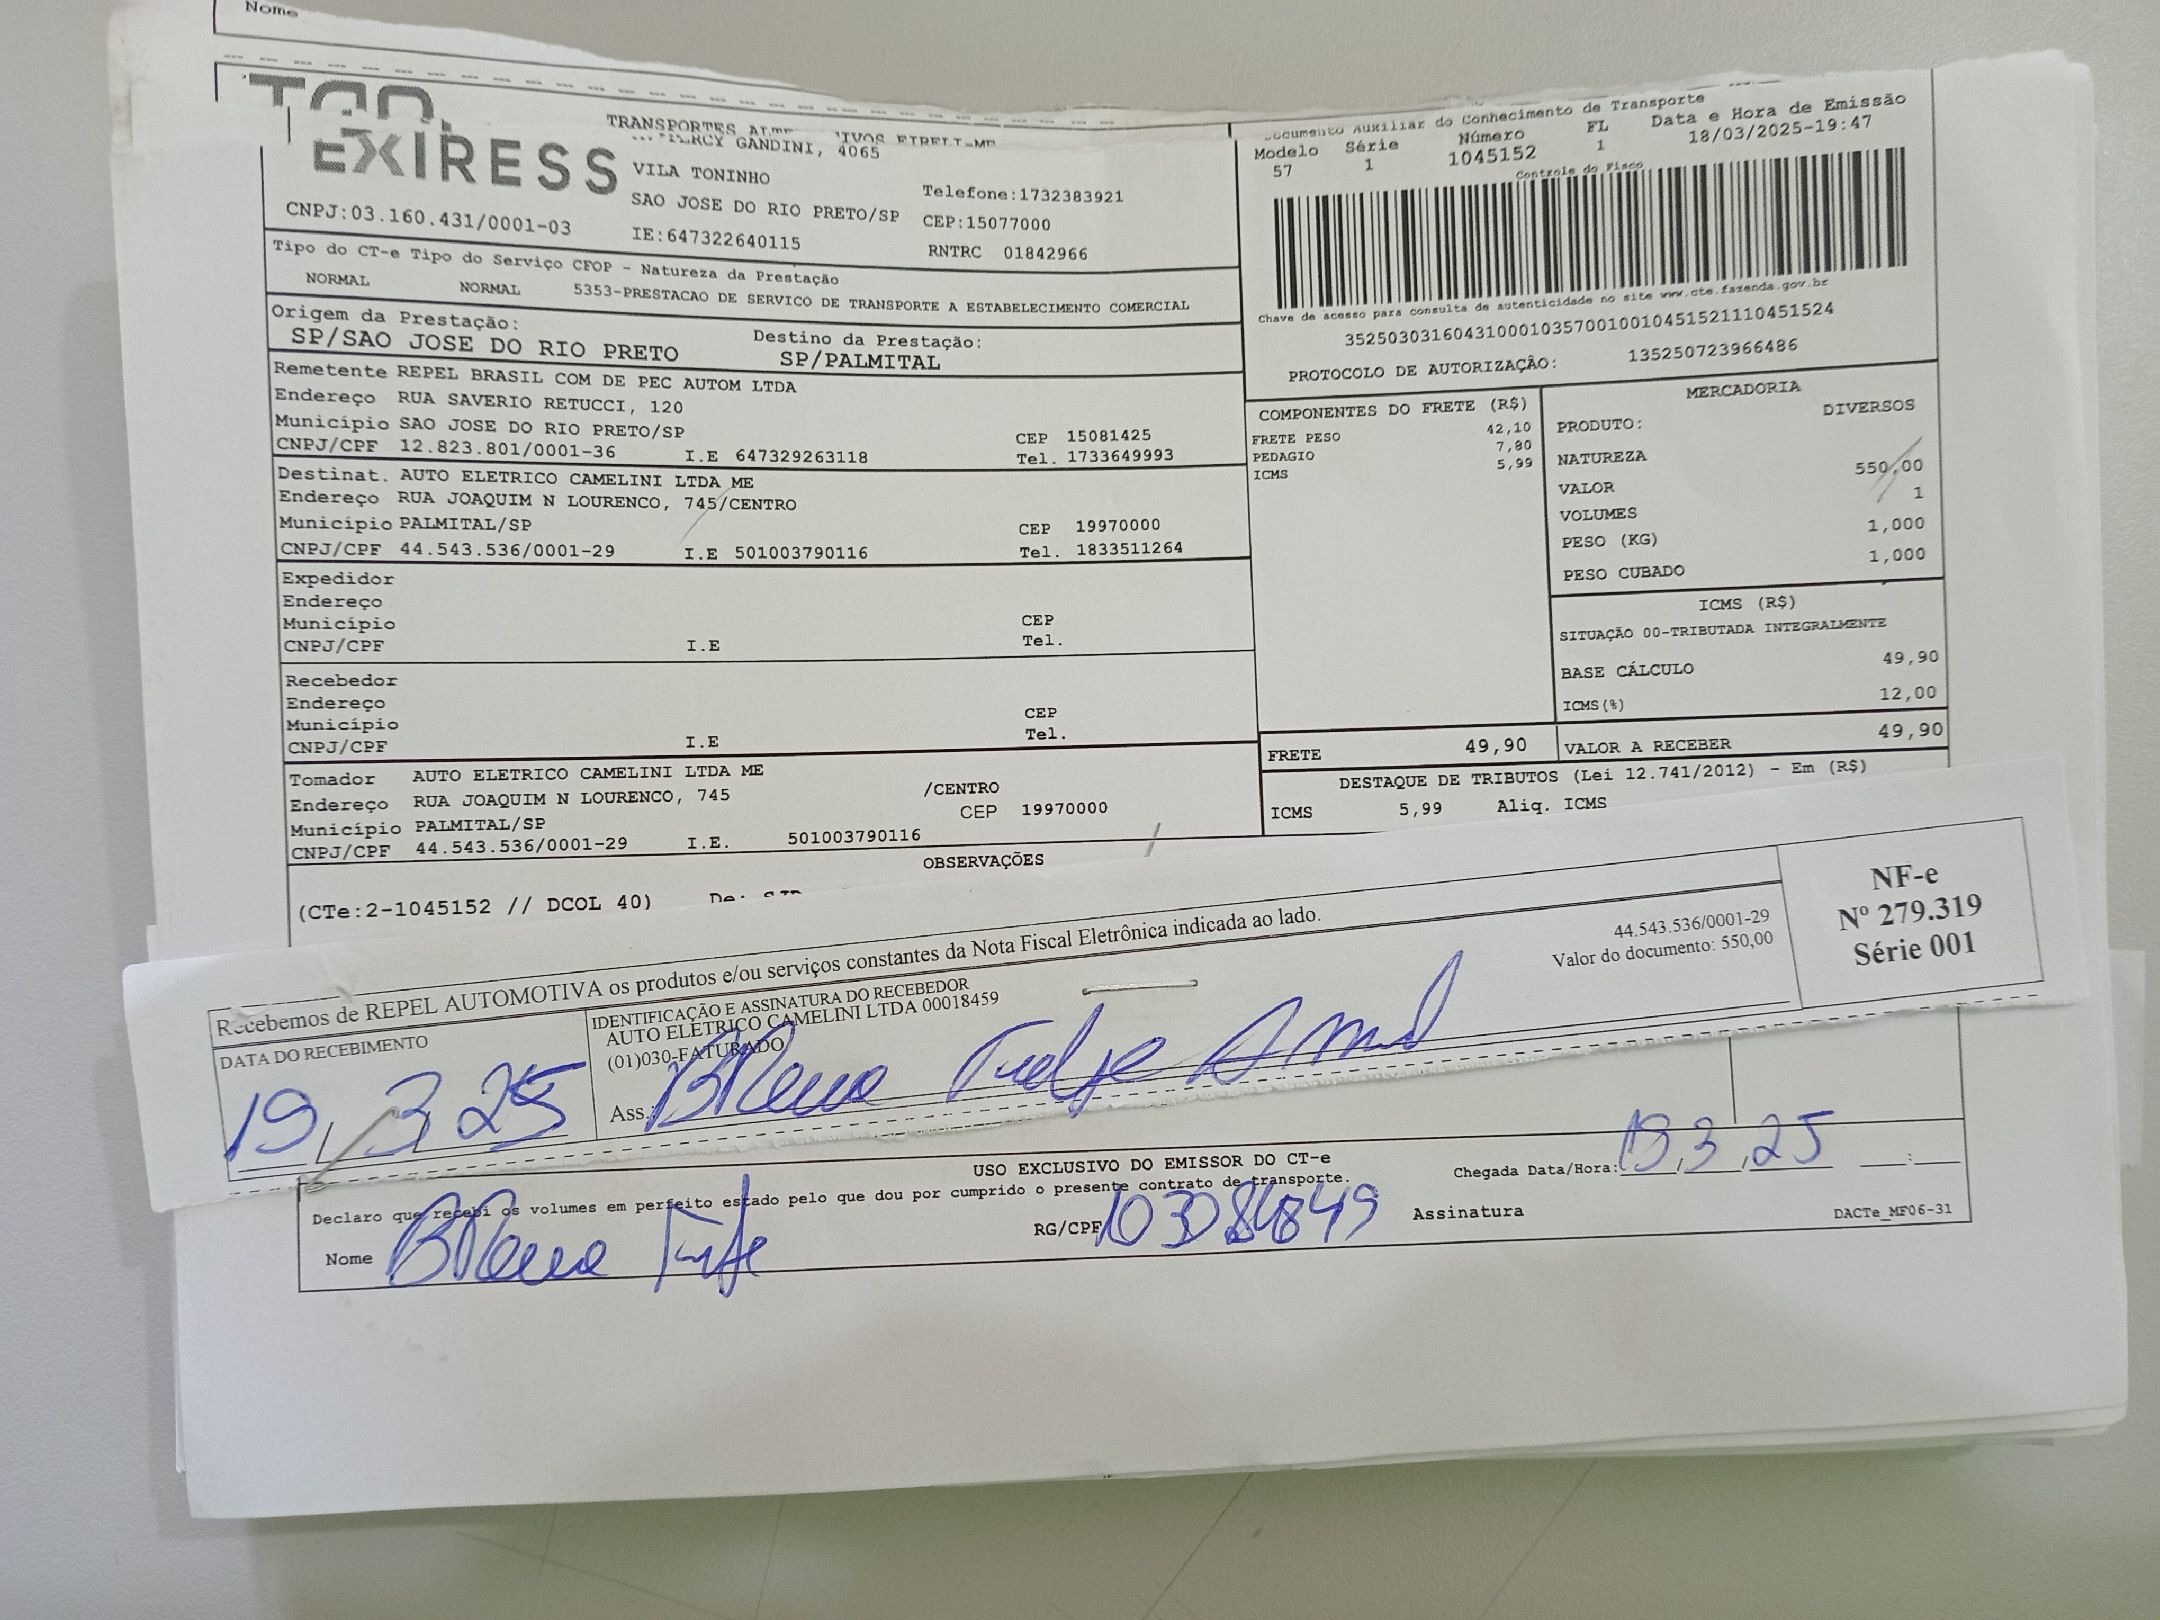 Nome
EXPRESS
TRANSPORTES
GANDINI, 4065
VILA TONINHO
SAO JOSE DO RIO PRETO/SP
IE:647322640115
Telefone:1732383921
CEP:15077000
RNTRC 01842966
CNPJ:03.160.431/0001-03
Documento Auxiliar do Conhecimento de Transporte
Modelo Série Número FL Data e Hora de Emissão
57 1 1045152 1 18/03/2025-19:47
Controle do Fisco
Chave de acesso para consulta de autenticidade no site www.cte.fazenda.gov.br
35250303160431000103570010010451521110451524
PROTOCOLO DE AUTORIZAÇÃO: 135250723966486
Tipo do CT-e Tipo do Serviço CFOP - Natureza da Prestação
NORMAL NORMAL 5353-PRESTACAO DE SERVICO DE TRANSPORTE A ESTABELECIMENTO COMERCIAL
Origem da Prestação: Destino da Prestação:
SP/SAO JOSE DO RIO PRETO SP/PALMITAL
Remetente REPEL BRASIL COM DE PEC AUTOM LTDA
Endereço RUA SAVERIO RETUCCI, 120
Município SAO JOSE DO RIO PRETO/SP CEP 15081425
CNPJ/CPF 12.823.801/0001-36 I.E 647329263118 Tel. 1733649993
Destinat. AUTO ELETRICO CAMELINI LTDA ME
Endereço RUA JOAQUIM N LOURENCO, 745/CENTRO
Município PALMITAL/SP CEP 19970000
CNPJ/CPF 44.543.536/0001-29 I.E 501003790116 Tel. 1833511264
Expedidor
Endereço
Município CEP
CNPJ/CPF I.E Tel.
Recebedor
Endereço
Município CEP
CNPJ/CPF I.E Tel.
Tomador AUTO ELETRICO CAMELINI LTDA ME
Endereço RUA JOAQUIM N LOURENCO, 745 /CENTRO
Município PALMITAL/SP CEP 19970000
CNPJ/CPF 44.543.536/0001-29 I.E. 501003790116
COMPONENTES DO FRETE (R$)
FRETE PESO 42,10
PEDAGIO 7,80
ICMS 5,99
MERCADORIA
PRODUTO: DIVERSOS
NATUREZA
VALOR 550,00
VOLUMES 1
PESO (KG) 1,000
PESO CUBADO 1,000
ICMS (R$)
SITUAÇÃO 00-TRIBUTADA INTEGRALMENTE
BASE CÁLCULO 49,90
ICMS(%) 12,00
FRETE 49,90 VALOR A RECEBER 49,90
DESTAQUE DE TRIBUTOS (Lei 12.741/2012) - Em (R$)
ICMS 5,99 Aliq. ICMS
OBSERVAÇÕES
(CTe:2-1045152 // DCOL 40) De:
Recebemos de REPEL AUTOMOTIVA os produtos e/ou serviços constantes da Nota Fiscal Eletrônica indicada ao lado.
DATA DO RECEBIMENTO
19, 3 25
IDENTIFICAÇÃO E ASSINATURA DO RECEBEDOR
AUTO ELETRICO CAMELINI LTDA 00018459
(01)030-FATURADO
Ass.:
44.543.536/0001-29
Valor do documento: 550,00
NF-e
Nº 279.319
Série 001
USO EXCLUSIVO DO EMISSOR DO CT-e
Declaro que recebi os volumes em perfeito estado pelo que dou por cumprido o presente contrato de transporte.
Chegada Data/Hora: 19, 3, 25
Nome RG/CPF Assinatura
DACTe_MF06-31